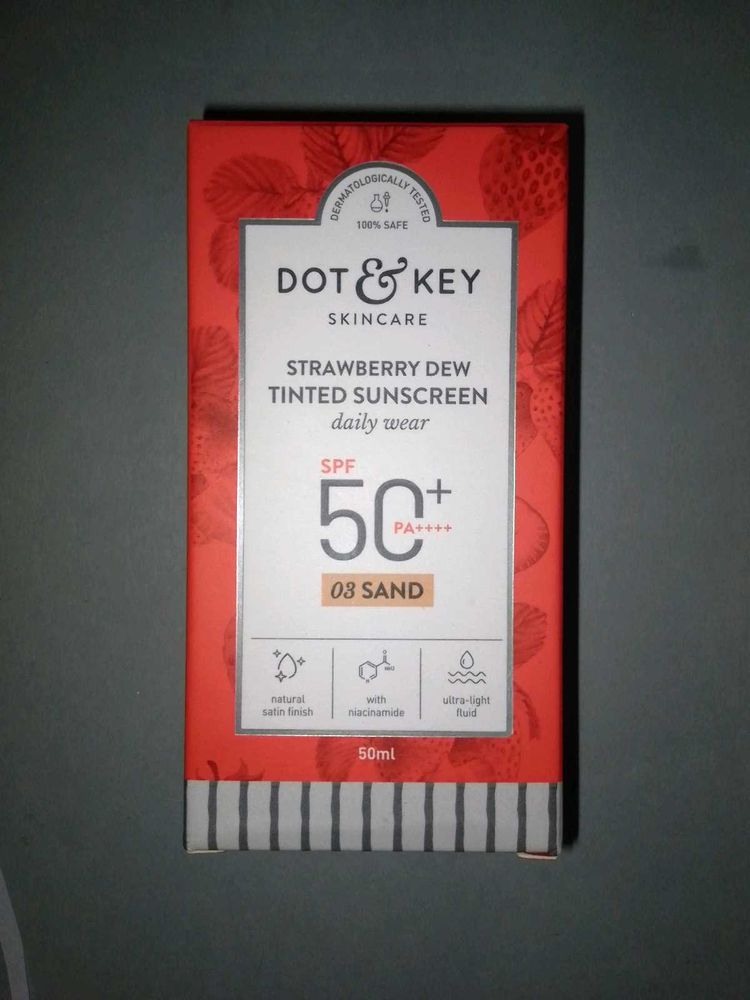 DERMATOLOGICALLY TESTED
100% SAFE
DOT & KEY
SKINCARE
STRAWBERRY DEW
TINTED SUNSCREEN
daily wear
SPF
50+
PA++++
03 SAND
natural
satin finish
with
niacinamide
ultra-light
fluid
50ml